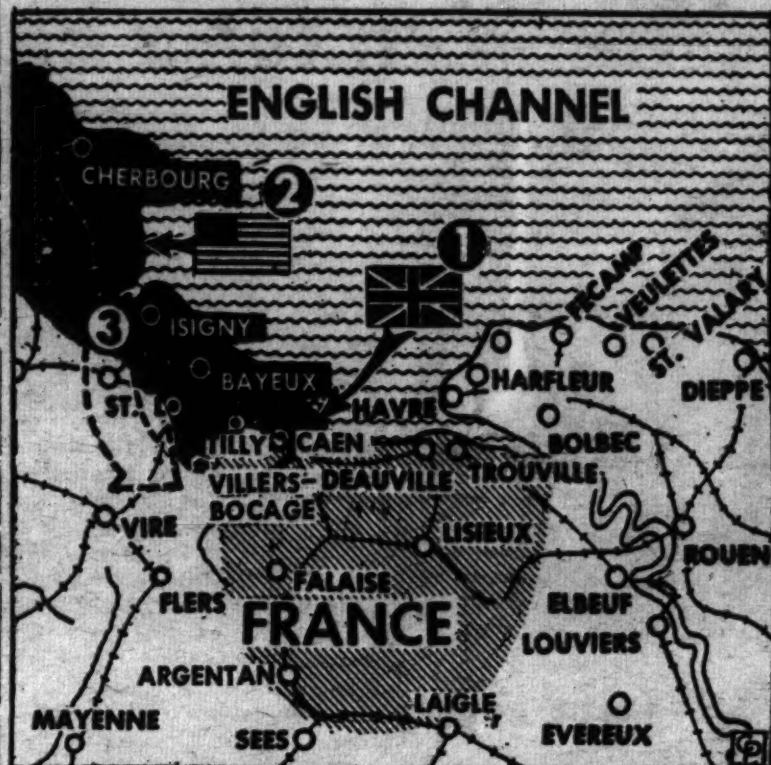 ENGLISH CHANNEL
CHERBOURG
2
1
FECAMP
VEULETTES
ST. VALARY
3
ISIGNY
BAYEUX
HAVRE
HARFLEUR
DIEPPE
ST. L
BOLBEC
TILLY
CAEN
VILLERS-
BOCAGE
DEAUVILLE
TROUVILLE
VIRE
LISIEUX
ROUEN
FLERS
FALAISE
ELBEUF
FRANCE
LOUVIERS
ARGENTAN
LAIGLE
MAYENNE
SEES
EVEREUX
CP